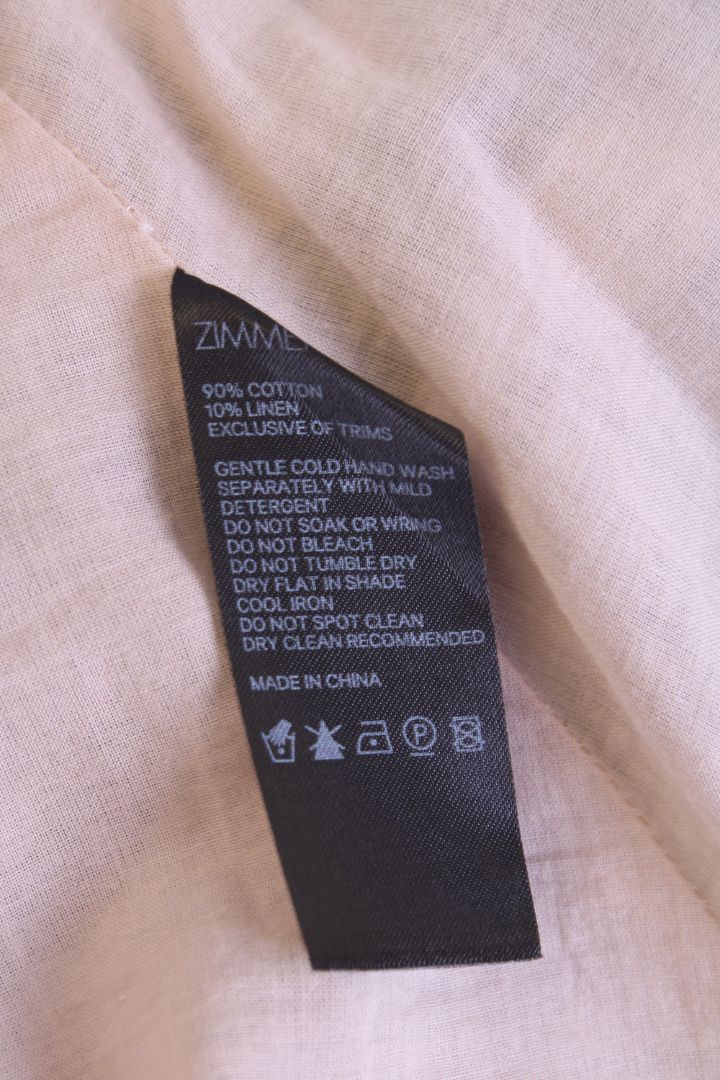 ZIMME
90% COTTON
10% LINEN
EXCLUSIVE OF TRIMS
GENTLE COLD HAND WASH
SEPARATELY WITH MILD
DETERGENT
DO NOT SOAK OR WRING
DO NOT BLEACH
DO NOT TUMBLE DRY
DRY FLAT IN SHADE
COOL IRON
DO NOT SPOT CLEAN
DRY CLEAN RECOMMENDED
MADE IN CHINA
P